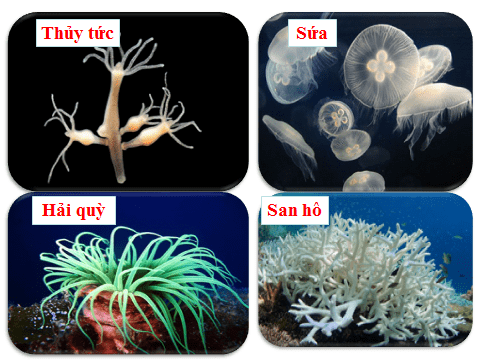 Thủy tức
Sứa
Hải quỳ
San hô